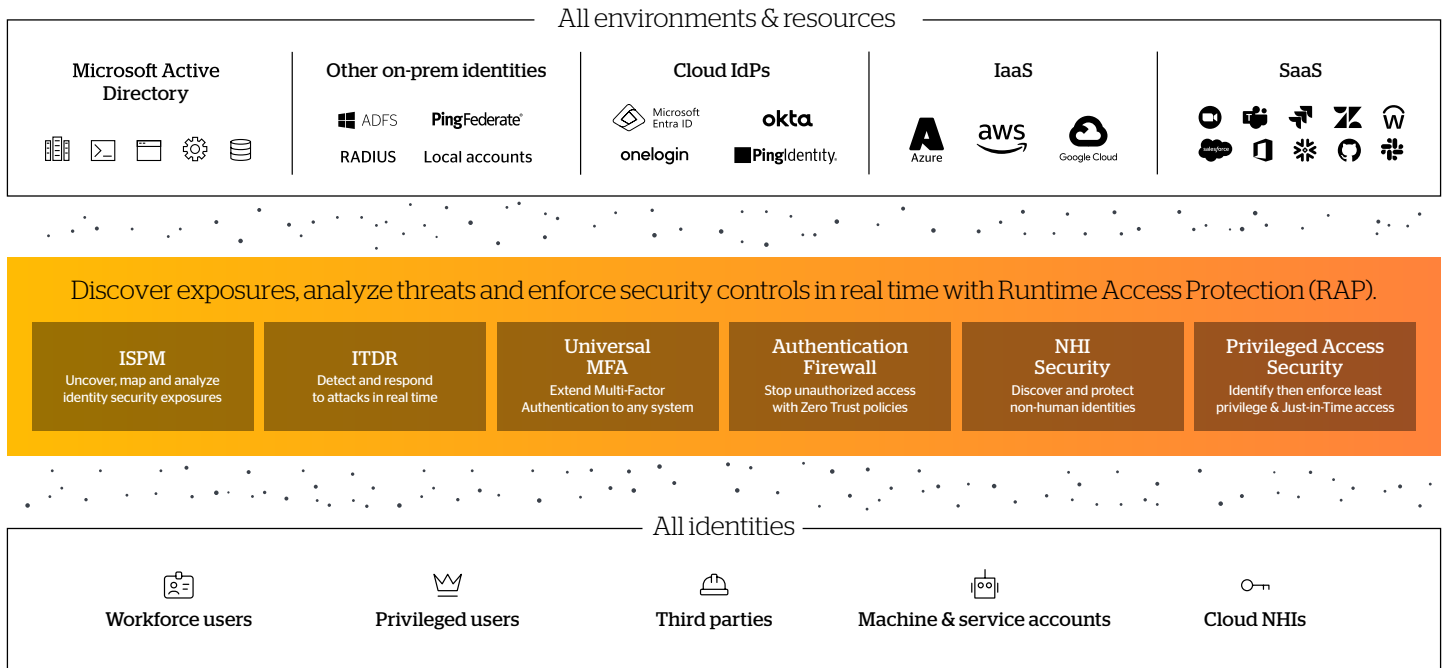 All environments & resources
Microsoft Active
Directory
Other on-prem identities
ADFS
PingFederate®
RADIUS
Local accounts
Cloud IdPs
Microsoft
Entra ID
okta
onelogin
PingIdentity.
IaaS
Azure
aws
Google Cloud
SaaS
salesforce
Discover exposures, analyze threats and enforce security controls in real time with Runtime Access Protection (RAP).
ISPM
Uncover, map and analyze
identity security exposures
ITDR
Detect and respond
to attacks in real time
Universal
MFA
Extend Multi-Factor
Authentication to any system
Authentication
Firewall
Stop unauthorized access
with Zero Trust policies
NHI
Security
Discover and protect
non-human identities
Privileged Access
Security
Identify then enforce least
privilege & Just-in-Time access
All identities
Workforce users
Privileged users
Third parties
Machine & service accounts
Cloud NHIs